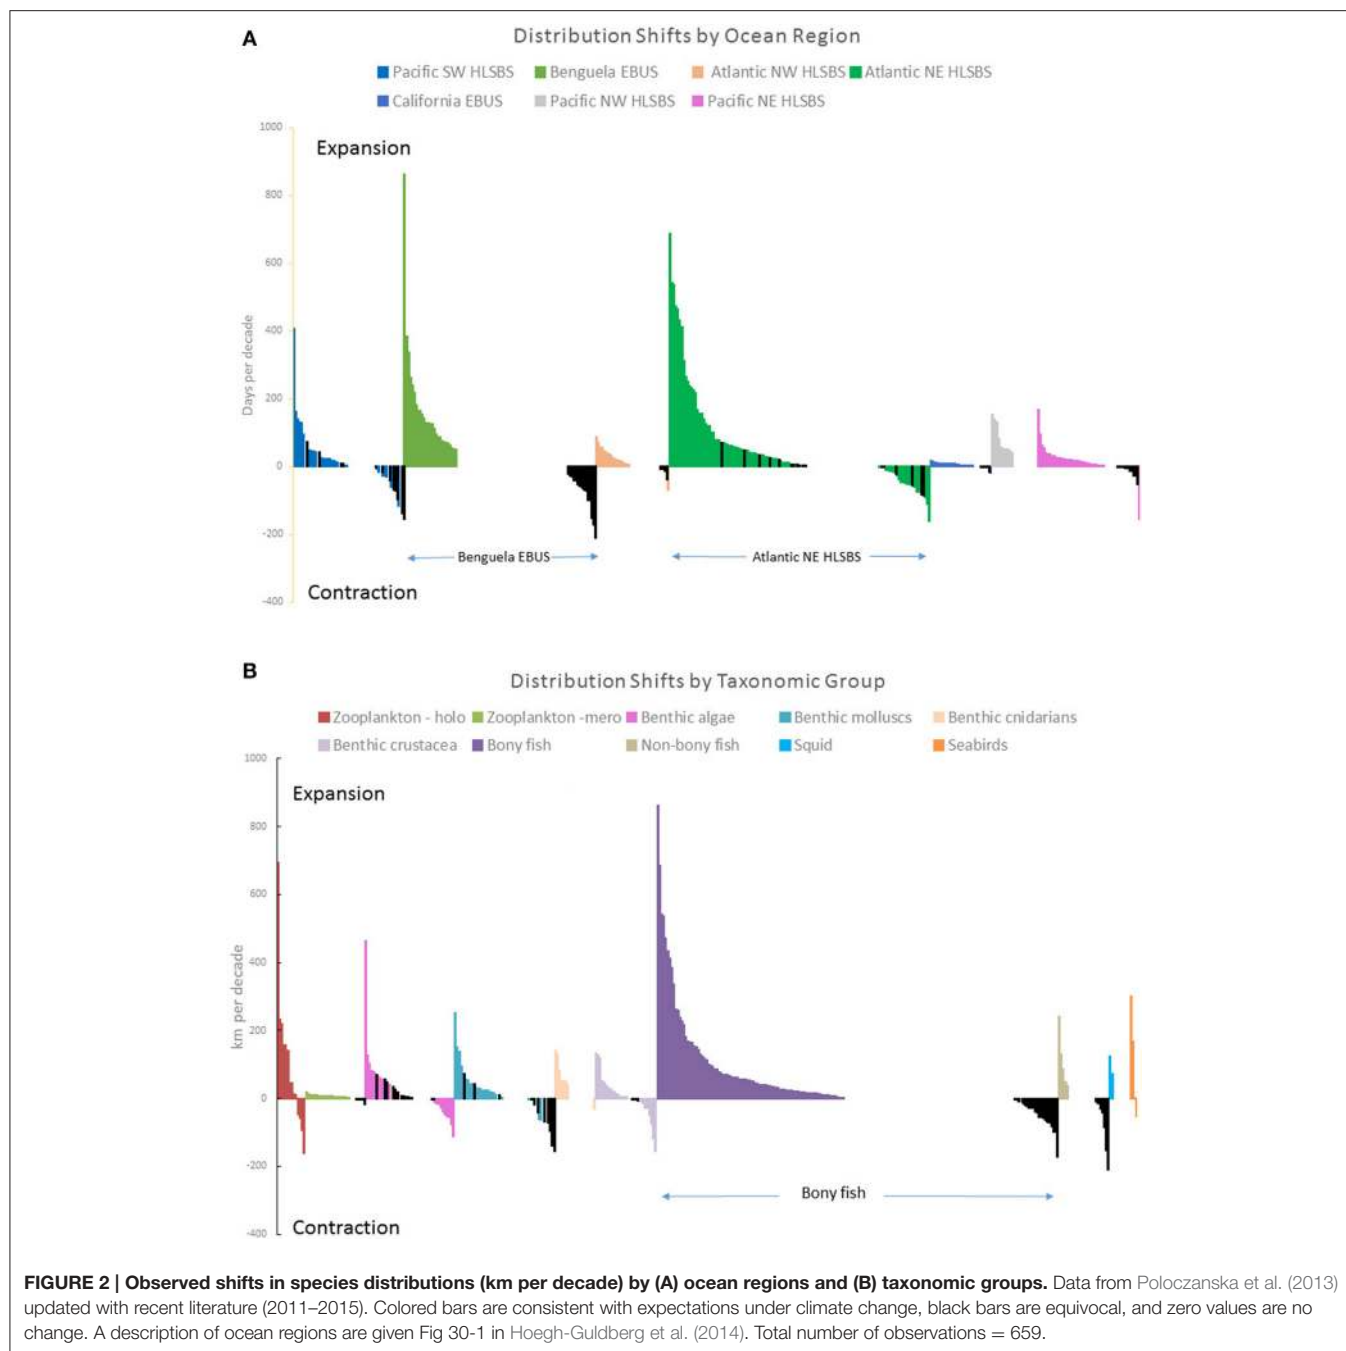 A
Distribution Shifts by Ocean Region
Pacific SW HLSBS Benguela EBUS Atlantic NW HLSBS Atlantic NE HLSBS
California EBUS Pacific NW HLSBS Pacific NE HLSBS
1000
Expansion
800
600
400
Days per decade
200
0
-200
Benguela EBUS Atlantic NE HLSBS
Contraction
-400
B
Distribution Shifts by Taxonomic Group
Zooplankton - holo Zooplankton -mero Benthic algae Benthic molluscs Benthic cnidarians
Benthic crustacea Bony fish Non-bony fish Squid Seabirds
1000
Expansion
800
600
400
km per decade
200
0
-200
Bony fish
Contraction
-400
FIGURE 2 | Observed shifts in species distributions (km per decade) by (A) ocean regions and (B) taxonomic groups. Data from Poloczanska et al. (2013)
updated with recent literature (2011–2015). Colored bars are consistent with expectations under climate change, black bars are equivocal, and zero values are no
change. A description of ocean regions are given Fig 30-1 in Hoegh-Guldberg et al. (2014). Total number of observations = 659.